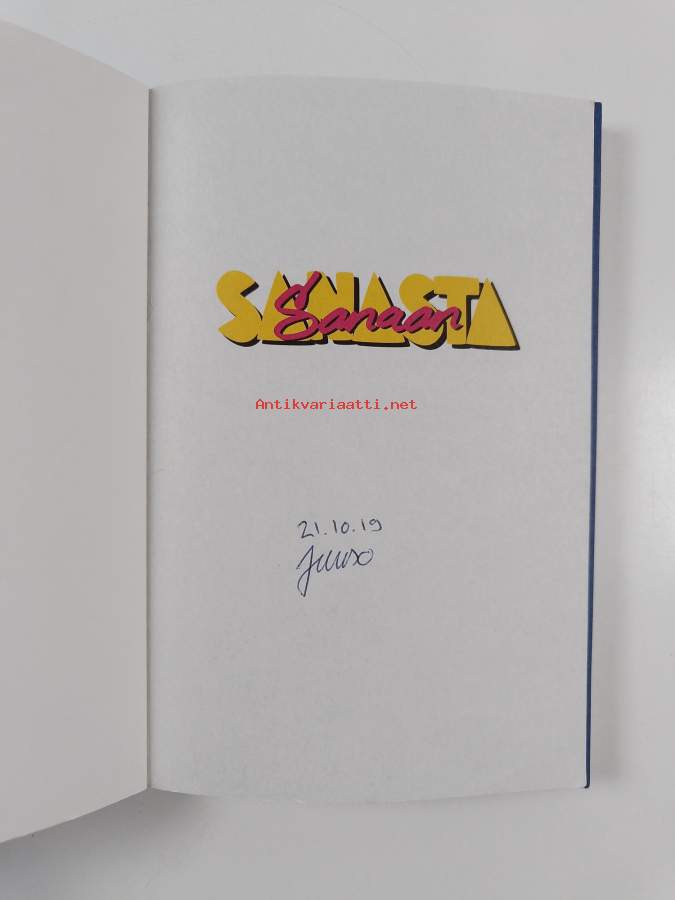 SANASTA
Sanaan
Antikvariaatti.net
21.10.19
Juuso